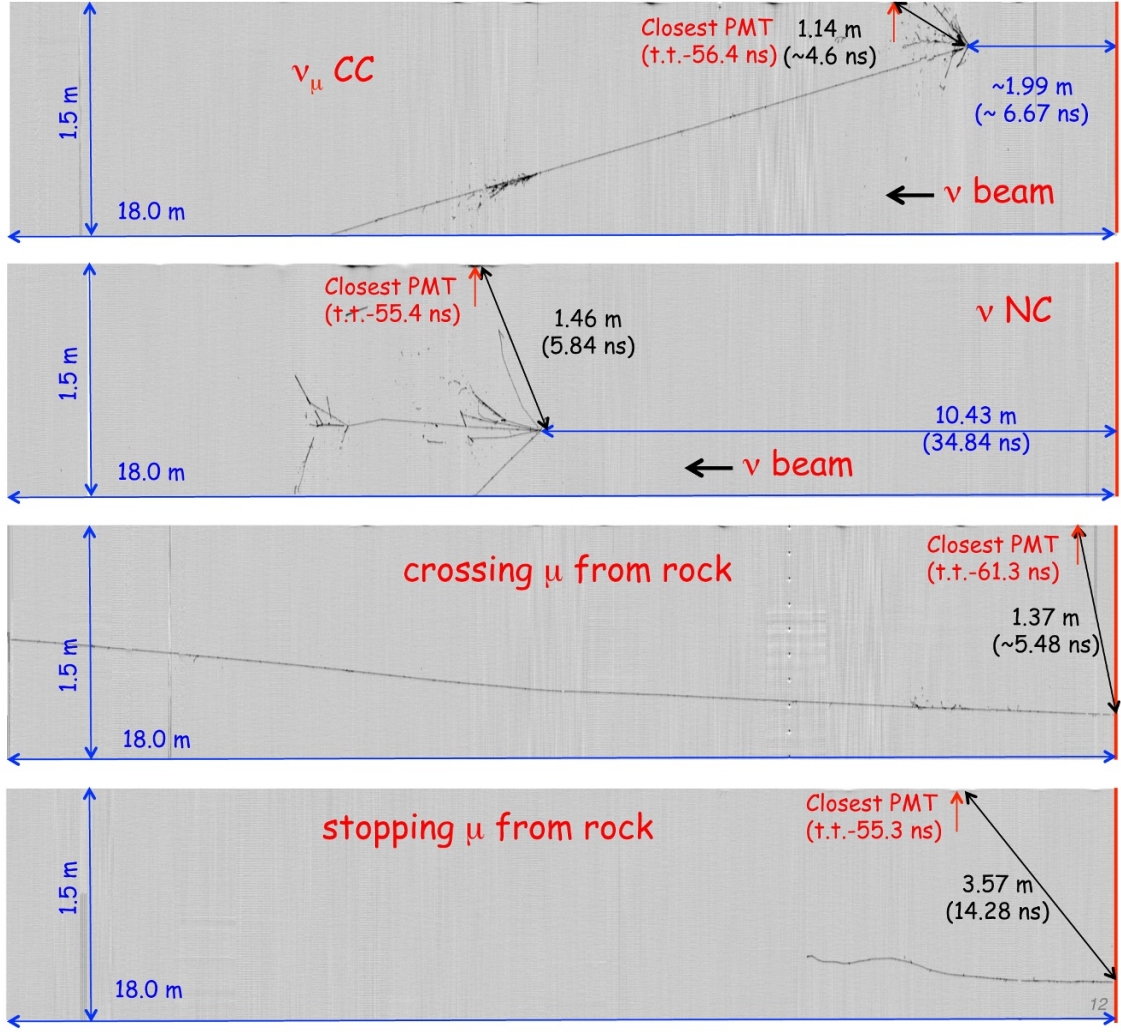 Closest PMT
(t.t.-56.4 ns)
1.14 m
(~4.6 ns)
νμ CC
~1.99 m
(~ 6.67 ns)
1.5 m
ν beam
18.0 m
Closest PMT
(t.t.-55.4 ns)
1.46 m
(5.84 ns)
ν NC
1.5 m
10.43 m
(34.84 ns)
18.0 m
ν beam
crossing μ from rock
Closest PMT
(t.t.-61.3 ns)
1.37 m
(~5.48 ns)
1.5 m
18.0 m
stopping μ from rock
Closest PMT
(t.t.-55.3 ns)
1.5 m
3.57 m
(14.28 ns)
18.0 m
12